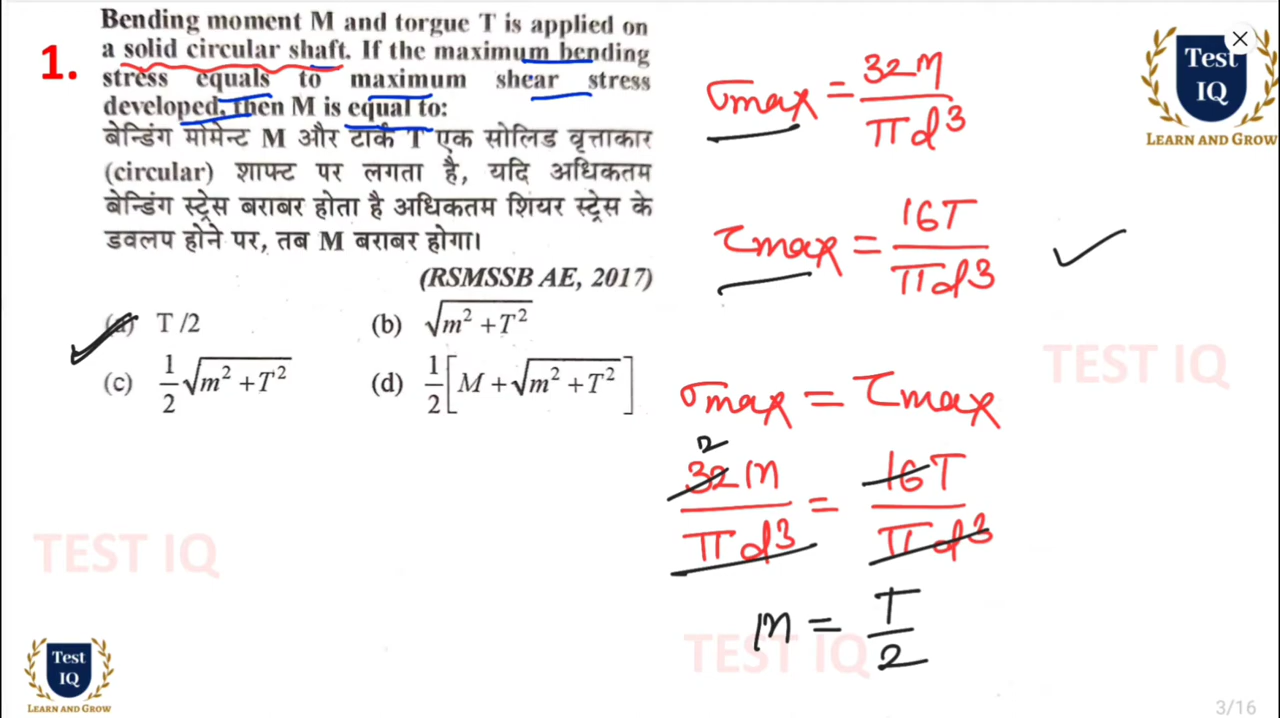 1.
Bending moment M and torgue T is applied on
a solid circular shaft. If the maximum bending
stress equals to maximum shear stress
developed, then M is equal to:
बेन्डिंग मोमेन्ट M और टार्क T एक सोलिड वृत्ताकार
(circular) शाफ्ट पर लगता है, यदि अधिकतम
बेन्डिंग स्ट्रेस बराबर होता है अधिकतम शियर स्ट्रेस के
डवलप होने पर, तब M बराबर होगा।
(RSMSSB AE, 2017)
(a) T/2
(b) √m² + T²
(c) 1/2 √m² + T²
(d) 1/2 [M + √m² + T²]
σmax = 32M/πd³
τmax = 16T/πd³
σmax = τmax
2
32M/πd³ = 16T/πd³
M = T/2
Test
IQ
LEARN AND GROW
TEST IQ
TEST IQ
TEST IQ
Test
IQ
LEARN AND GROW
3/16